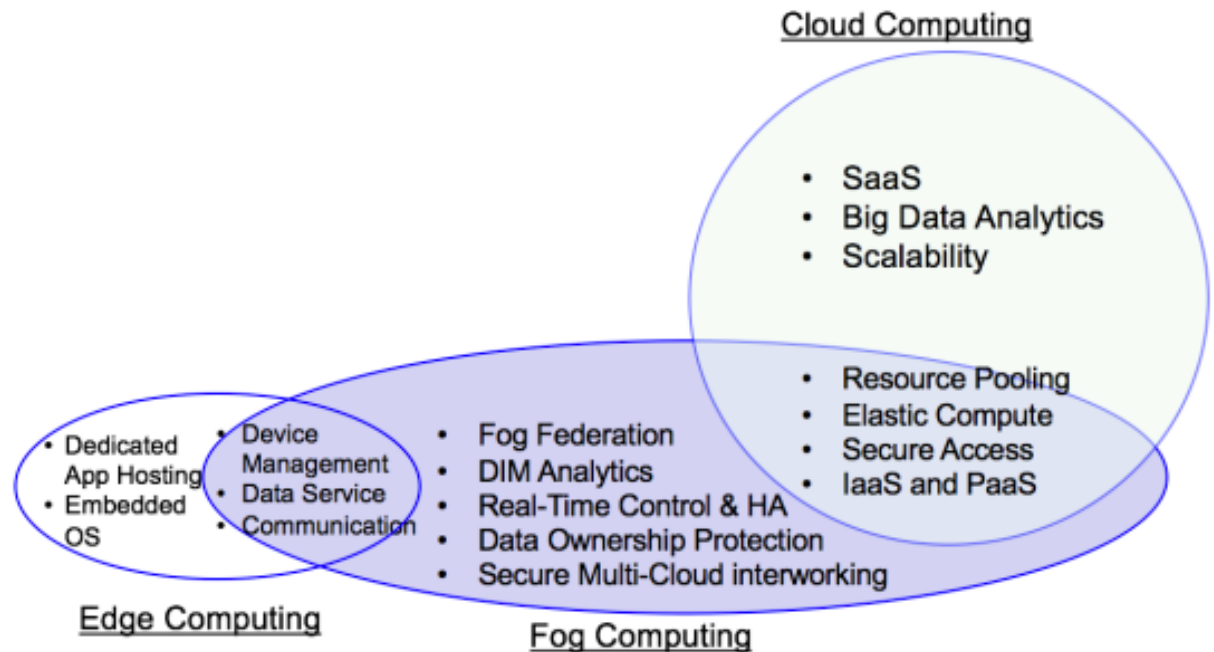 Cloud Computing
• SaaS
• Big Data Analytics
• Scalability
• Resource Pooling
• Elastic Compute
• Secure Access
• IaaS and PaaS
• Dedicated
App Hosting
• Embedded
OS
• Device
Management
• Data Service
• Communication
• Fog Federation
• DIM Analytics
• Real-Time Control & HA
• Data Ownership Protection
• Secure Multi-Cloud interworking
Edge Computing
Fog Computing